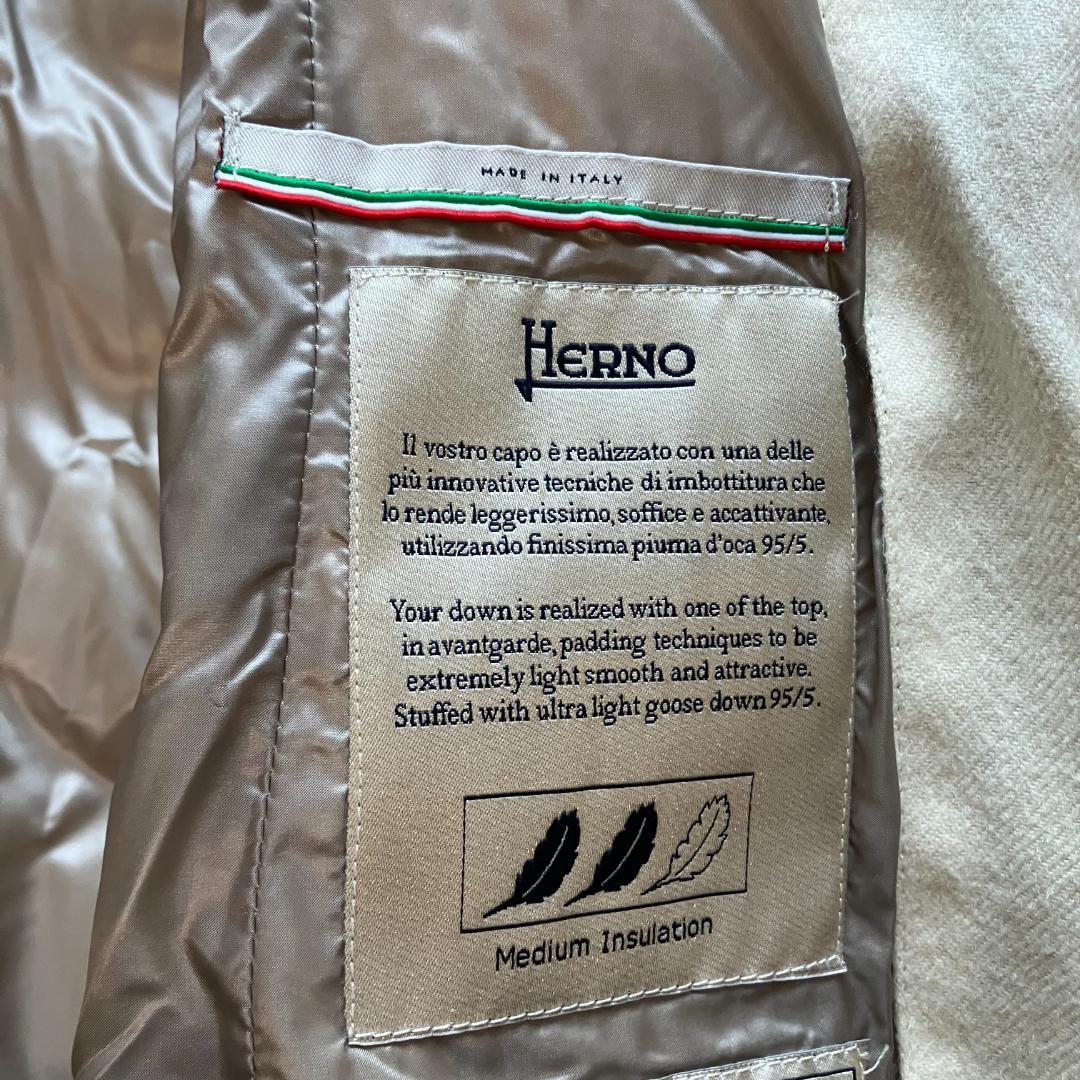 MADE IN ITALY
HERNO
Il vostro capo è realizzato con una delle
più innovative tecniche di imbottitura che
lo rende leggerissimo, soffice e accattivante,
utilizzando finissima piuma d'oca 95/5.
Your down is realized with one of the top,
in avantgarde, padding techniques to be
extremely light smooth and attractive.
Stuffed with ultra light goose down 95/5.
Medium Insulation